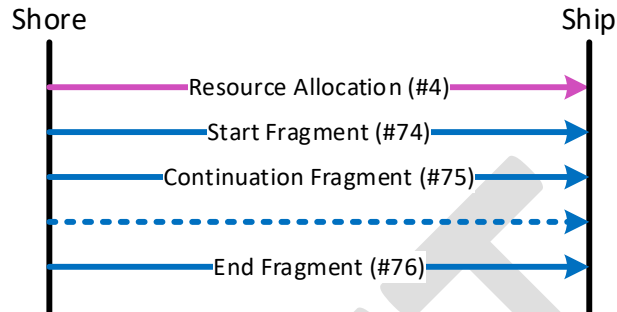 Shore Ship
Resource Allocation (#4)
Start Fragment (#74)
Continuation Fragment (#75)
End Fragment (#76)